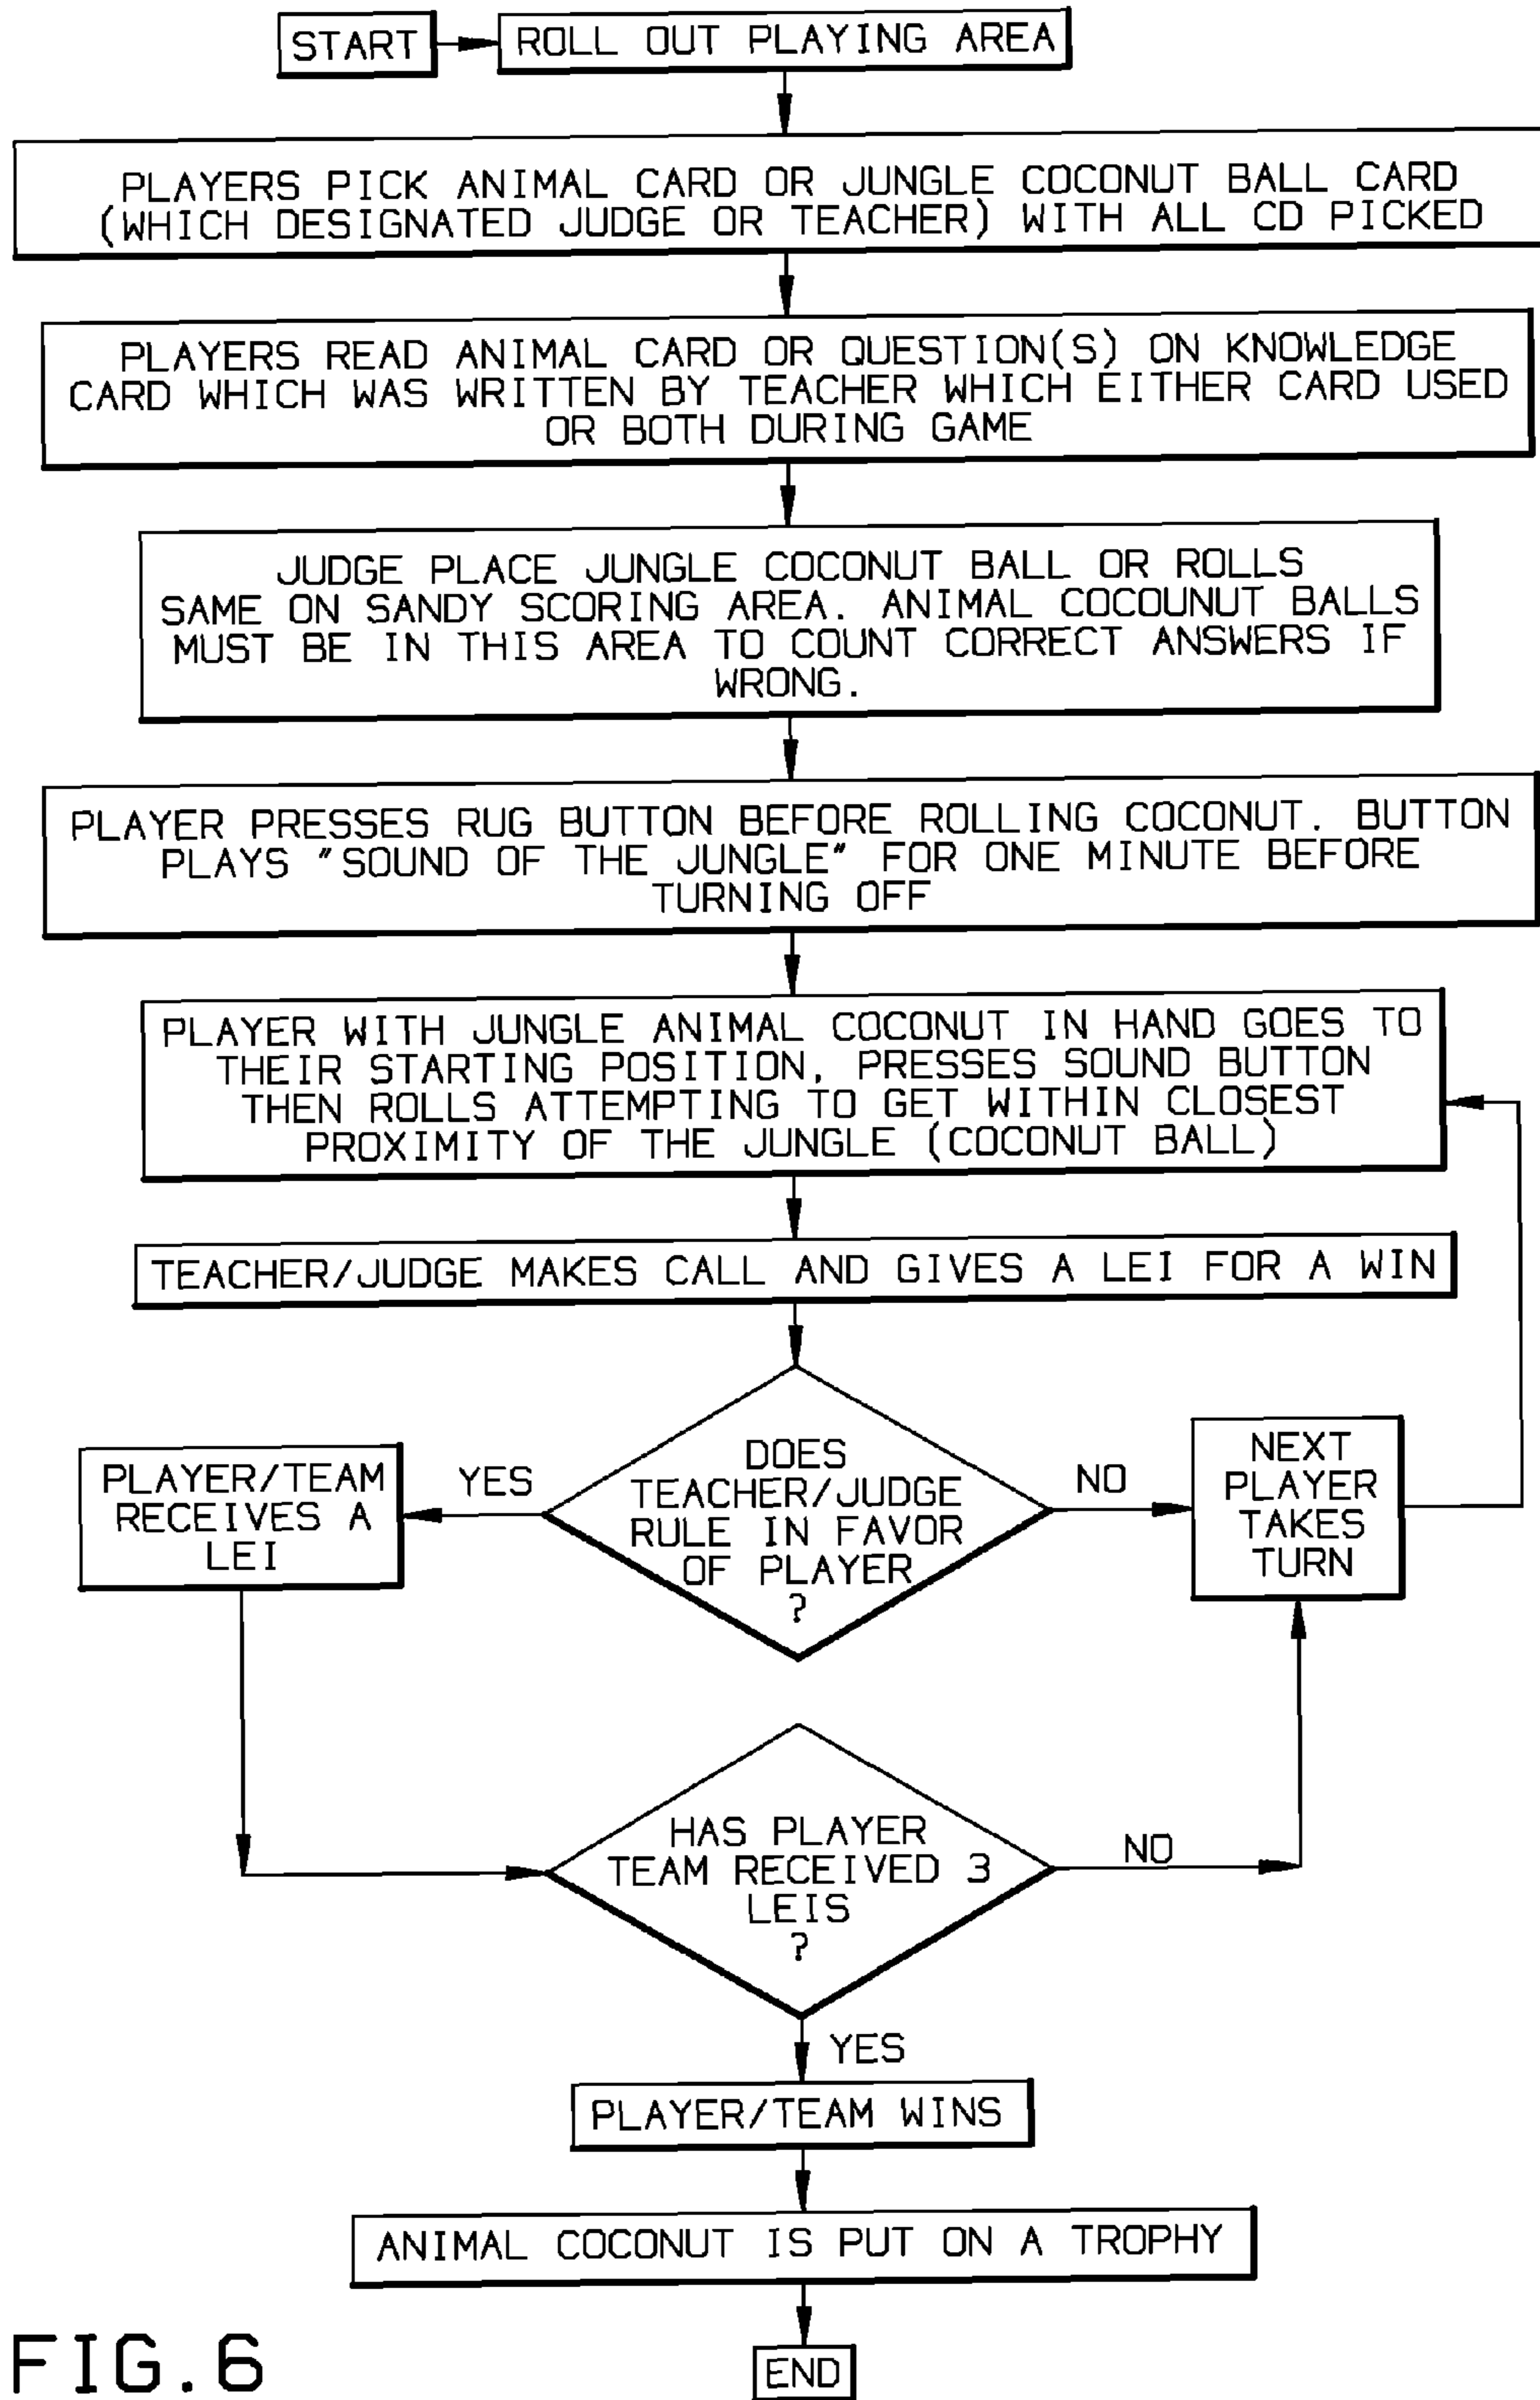 START
ROLL OUT PLAYING AREA
PLAYERS PICK ANIMAL CARD OR JUNGLE COCONUT BALL CARD
(WHICH DESIGNATED JUDGE OR TEACHER) WITH ALL CD PICKED
PLAYERS READ ANIMAL CARD OR QUESTION(S) ON KNOWLEDGE
CARD WHICH WAS WRITTEN BY TEACHER WHICH EITHER CARD USED
OR BOTH DURING GAME
JUDGE PLACE JUNGLE COCONUT BALL OR ROLLS
SAME ON SANDY SCORING AREA. ANIMAL COCOUNUT BALLS
MUST BE IN THIS AREA TO COUNT CORRECT ANSWERS IF
WRONG.
PLAYER PRESSES RUG BUTTON BEFORE ROLLING COCONUT. BUTTON
PLAYS "SOUND OF THE JUNGLE" FOR ONE MINUTE BEFORE
TURNING OFF
PLAYER WITH JUNGLE ANIMAL COCONUT IN HAND GOES TO
THEIR STARTING POSITION, PRESSES SOUND BUTTON
THEN ROLLS ATTEMPTING TO GET WITHIN CLOSEST
PROXIMITY OF THE JUNGLE (COCONUT BALL)
TEACHER/JUDGE MAKES CALL AND GIVES A LEI FOR A WIN
DOES
TEACHER/JUDGE
RULE IN FAVOR
OF PLAYER
?
YES
PLAYER/TEAM
RECEIVES A
LEI
NO
NEXT
PLAYER
TAKES
TURN
HAS PLAYER
TEAM RECEIVED 3
LEIS
?
NO
YES
PLAYER/TEAM WINS
ANIMAL COCONUT IS PUT ON A TROPHY
END
FIG.6